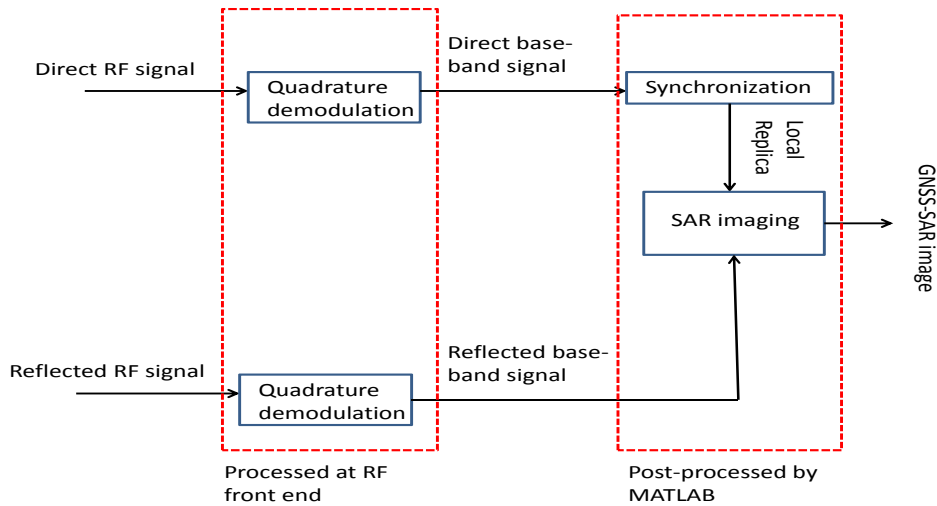 Direct RF signal
Quadrature
demodulation
Direct base-
band signal
Synchronization
Local
Replica
SAR imaging
GNSS-SAR image
Reflected RF signal
Quadrature
demodulation
Reflected base-
band signal
Processed at RF
front end
Post-processed by
MATLAB